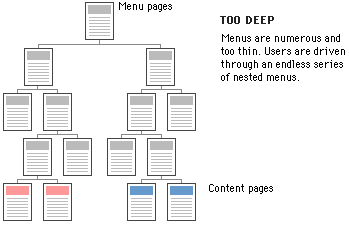 Menu pages
TOO DEEP
Menus are numerous and
too thin. Users are driven
through an endless series
of nested menus.
Content pages